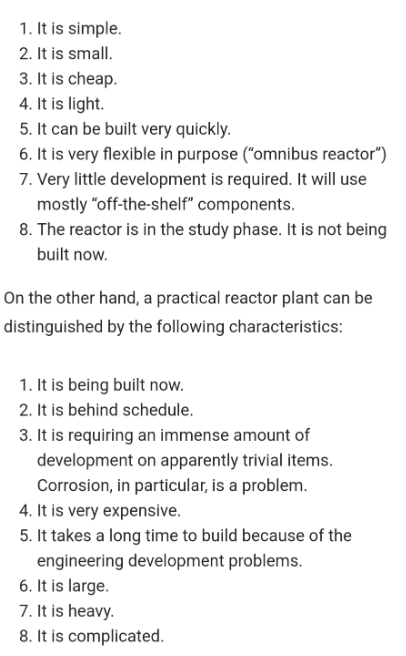 1. It is simple.
2. It is small.
3. It is cheap.
4. It is light.
5. It can be built very quickly.
6. It is very flexible in purpose (“omnibus reactor”)
7. Very little development is required. It will use
mostly “off-the-shelf” components.
8. The reactor is in the study phase. It is not being
built now.
On the other hand, a practical reactor plant can be
distinguished by the following characteristics:
1. It is being built now.
2. It is behind schedule.
3. It is requiring an immense amount of
development on apparently trivial items.
Corrosion, in particular, is a problem.
4. It is very expensive.
5. It takes a long time to build because of the
engineering development problems.
6. It is large.
7. It is heavy.
8. It is complicated.